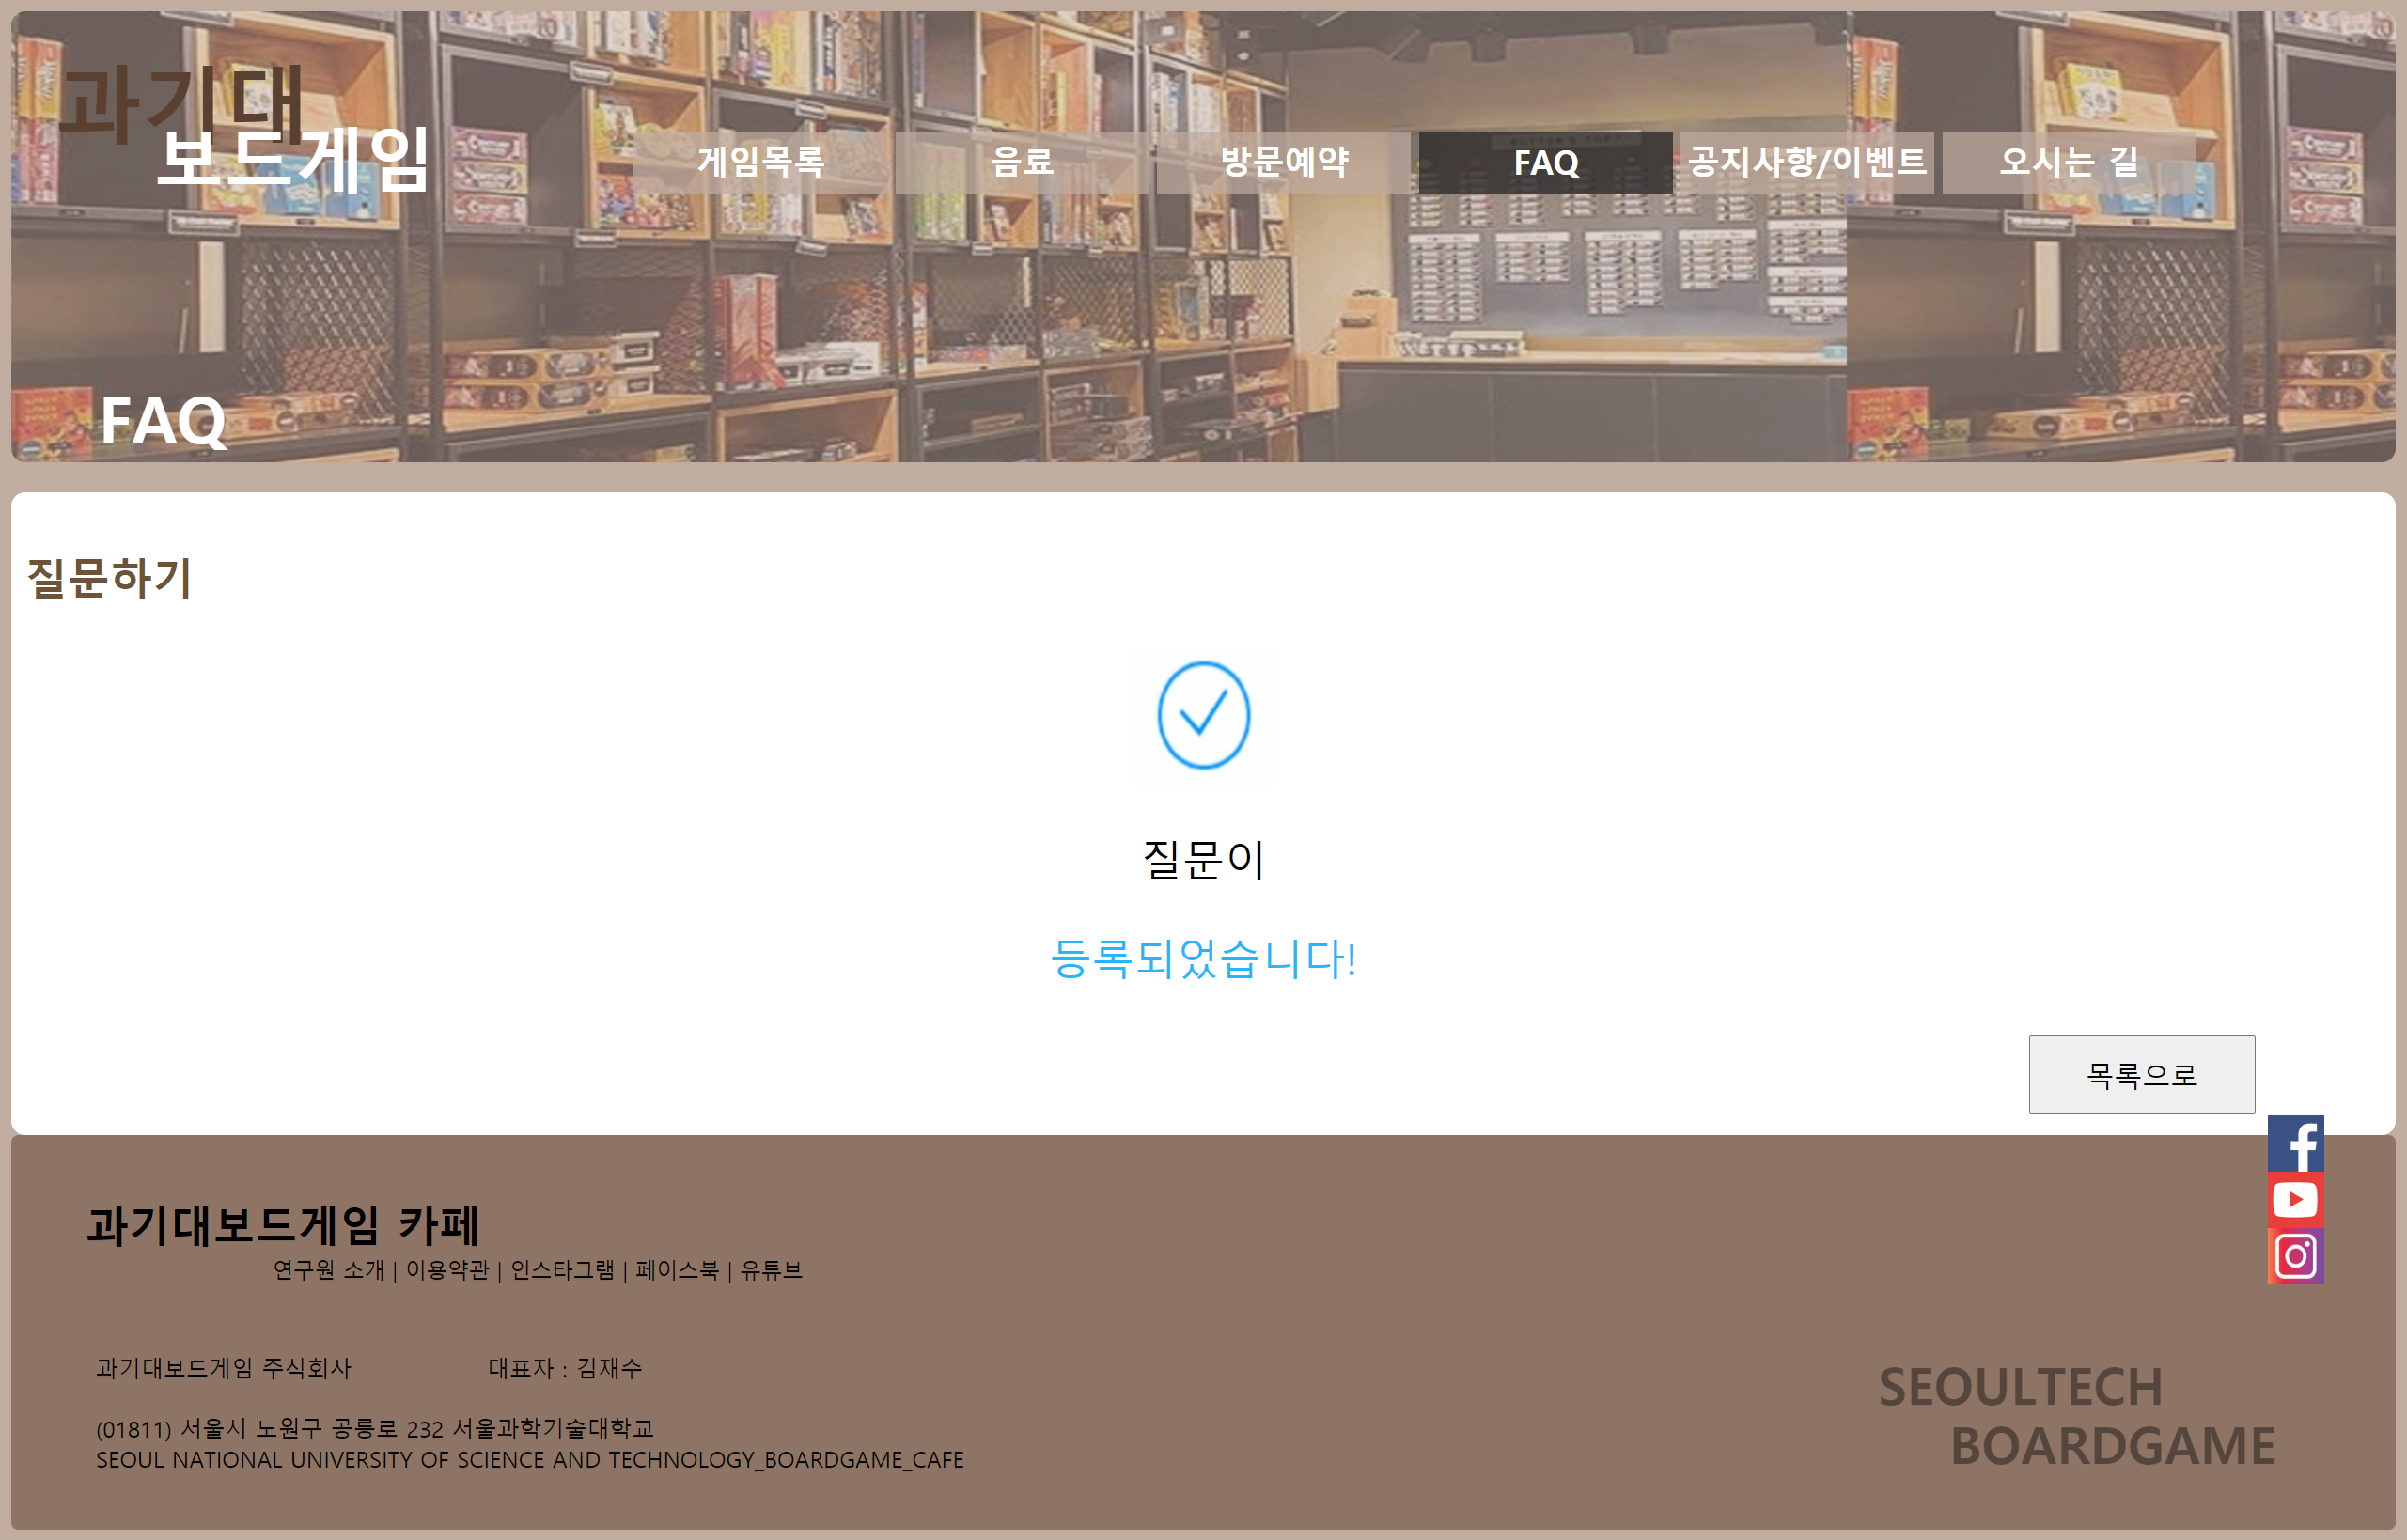 과기대
보드게임
게임목록
음료
방문예약
FAQ
공지사항/이벤트
오시는 길
FAQ
질문하기
질문이
등록되었습니다!
목록으로
과기대보드게임 카페
연구원 소개 | 이용약관 | 인스타그램 | 페이스북 | 유튜브
과기대보드게임 주식회사 대표자 : 김재수
(01811) 서울시 노원구 공릉로 232 서울과학기술대학교
SEOUL NATIONAL UNIVERSITY OF SCIENCE AND TECHNOLOGY_BOARDGAME_CAFE
SEOULTECH
BOARDGAME